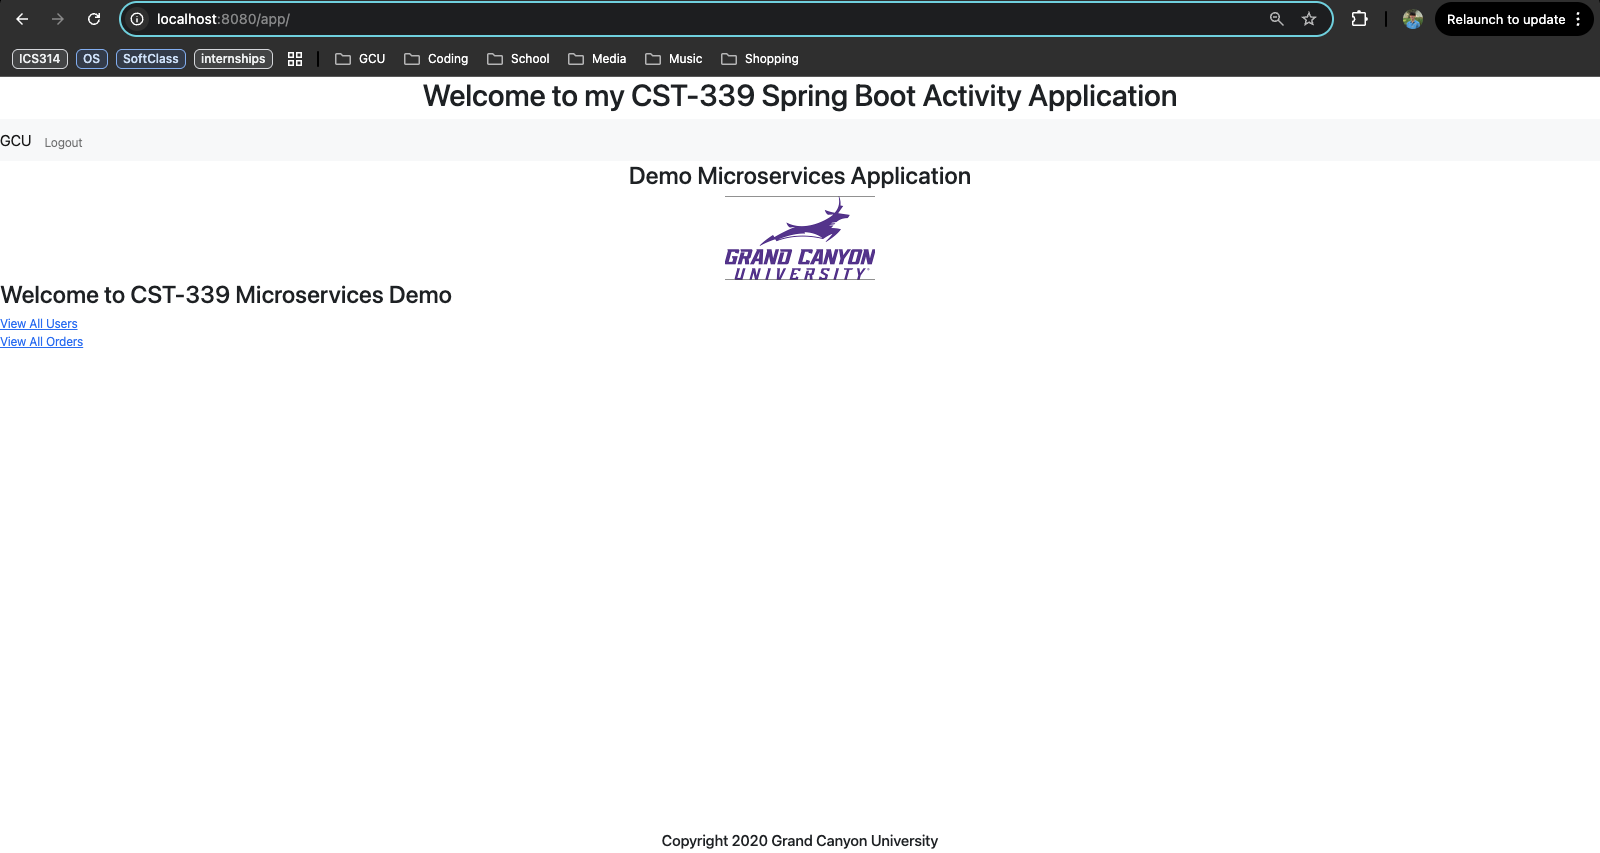 localhost:8080/app/
Relaunch to update
ICS314 OS SoftClass internships GCU Coding School Media Music Shopping
Welcome to my CST-339 Spring Boot Activity Application
GCU Logout
Demo Microservices Application
GRAND CANYON
UNIVERSITY
Welcome to CST-339 Microservices Demo
View All Users
View All Orders
Copyright 2020 Grand Canyon University